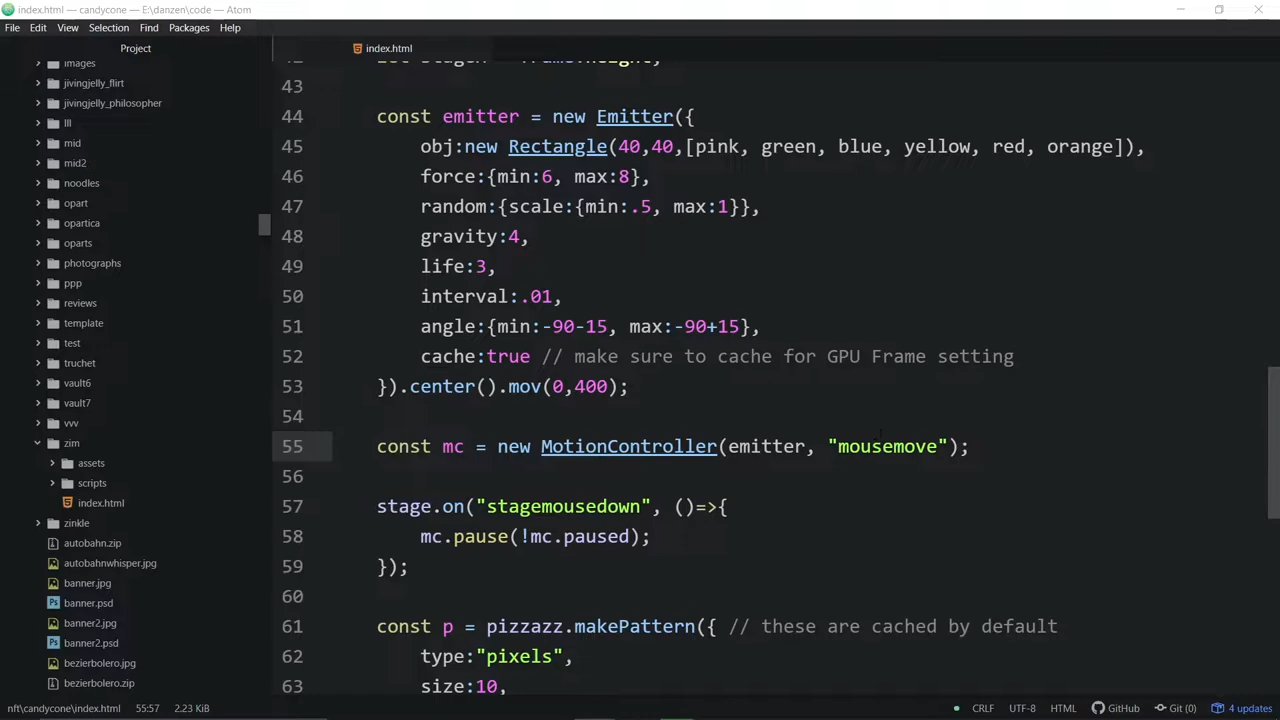 index.html — candycone — E:\danzen\code — Atom
File Edit View Selection Find Packages Help
Project
index.html
images
jivingjelly_flirt
jivingjelly_philosopher
lll
mid
mid2
noodles
opart
opartica
oparts
photographs
ppp
reviews
template
test
truchet
vault6
vault7
vvv
zim
assets
scripts
index.html
zinkle
autobahn.zip
autobahnwhisper.jpg
banner.jpg
banner.psd
banner2.jpg
banner2.psd
bezierbolero.jpg
bezierbolero.zip
43
44 const emitter = new Emitter({
45 obj:new Rectangle(40,40,[pink, green, blue, yellow, red, orange]),
46 force:{min:6, max:8},
47 random:{scale:{min:.5, max:1}},
48 gravity:4,
49 life:3,
50 interval:.01,
51 angle:{min:-90-15, max:-90+15},
52 cache:true // make sure to cache for GPU Frame setting
53 }).center().mov(0,400);
54
55 const mc = new MotionController(emitter, "mousemove");
56
57 stage.on("stagemousedown", ()=>{
58 mc.pause(!mc.paused);
59 });
60
61 const p = pizzazz.makePattern({ // these are cached by default
62 type:"pixels",
63 size:10,
nft\candycone\index.html 55:57 2.23 KiB CRLF UTF-8 HTML GitHub Git (0) 4 updates